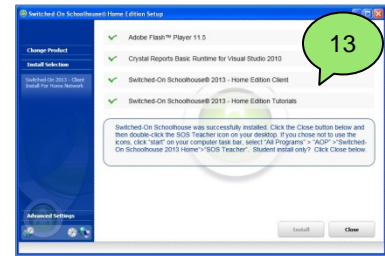 Switched On Schoolhouse® Home Edition Setup
13
Change Product
Install Selection
Switched On 2013 - Client
Install For Home Network
Adobe Flash™ Player 11.5
Crystal Reports Basic Runtime for Visual Studio 2010
Switched-On Schoolhouse® 2013 - Home Edition Client
Switched-On Schoolhouse® 2013 - Home Edition Tutorials
Switched-On Schoolhouse was successfully installed. Click the Close button below and
then double-click the SOS Teacher icon on your desktop. If you chose not to use the
icons, click "start" on your computer task bar, select "All Programs" > "AOP" >"Switched-
On Schoolhouse 2013 Home">"SOS Teacher". Student install only? Click Close below.
Advanced Settings
Install
Close